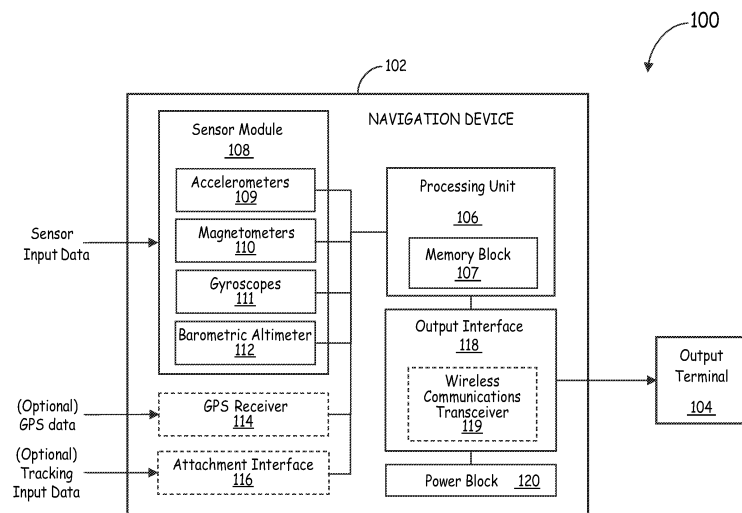 100
102
NAVIGATION DEVICE
Sensor Module
108
Accelerometers
109
Magnetometers
110
Gyroscopes
111
Barometric Altimeter
112
Sensor
Input Data
(Optional)
GPS data
GPS Receiver
114
(Optional)
Tracking
Input Data
Attachment Interface
116
Processing Unit
106
Memory Block
107
Output Interface
118
Wireless
Communications
Transceiver
119
Power Block 120
Output
Terminal
104